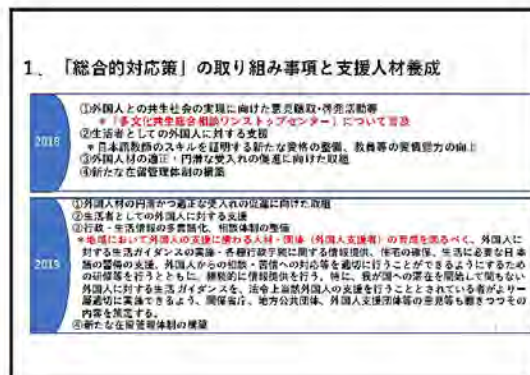 1. 「総合的対応策」の取り組み事項と支援人材養成
2018
①外国人との共生社会の実現に向けた意見聴取・啓発活動等
*「多文化共生総合相談ワンストップセンター」について言及
②生活者としての外国人に対する支援
*日本語教師のスキルを証明する新たな資格の整備、教員等の資質能力の向上
③外国人材の適正・円滑な受入れの促進に向けた取組
④新たな在留管理体制の構築
2019
①外国人材の円滑かつ適正な受入れの促進に向けた取組
②生活者としての外国人に対する支援
③行政・生活情報の多言語化、相談体制の整備
*地域において外国人の支援に携わる人材・団体(外国人支援者)の育成を図るべく、外国人に
対する生活ガイダンスの実施・各種行政手続に関する情報提供、住宅の確保、生活に必要な日本
語の習得の支援、外国人からの相談・苦情への対応等を適切に行うことができるようにするため
の研修等を行うとともに、継続的に情報提供を行う。特に、我が国への滞在を開始して間もない
外国人に対する生活ガイダンスを、法令上当然外国人の支援を行うこととされている者がより一
層適切に実施できるよう、関係省庁、地方公共団体、外国人支援団体等の意見等も聴きつつその
内容を策定する。
④新たな在留管理体制の構築